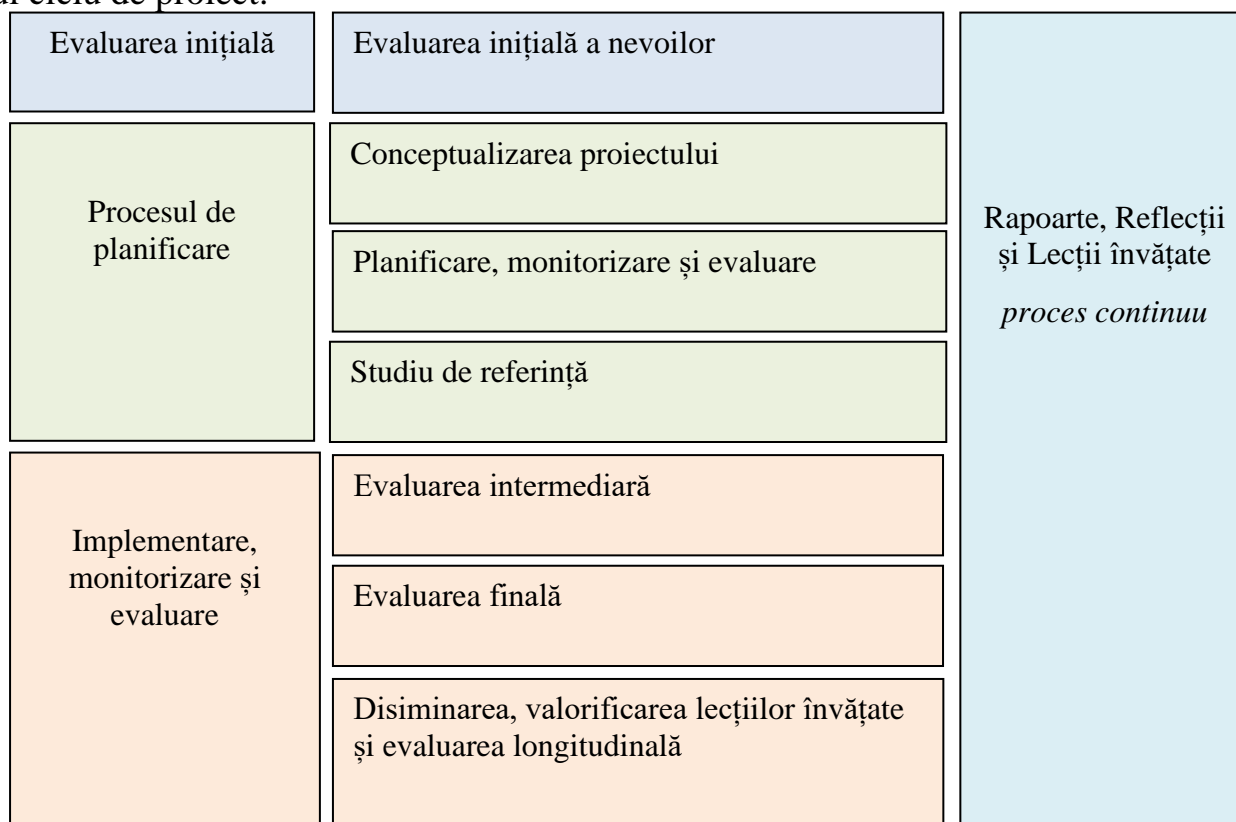 ciclu de proiect:
Evaluarea inițială
Evaluarea inițială a nevoilor
Procesul de
planificare
Conceptualizarea proiectului
Planificare, monitorizare și evaluare
Studiu de referință
Implementare,
monitorizare și
evaluare
Evaluarea intermediară
Evaluarea finală
Disiminarea, valorificarea lecțiilor învățate
și evaluarea longitudinală
Rapoarte, Reflecții
și Lecții învățate
proces continuu